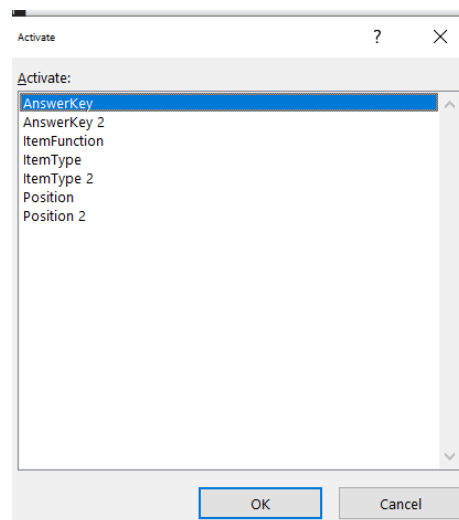 Activate ?
Activate:
AnswerKey
AnswerKey 2
ItemFunction
ItemType
ItemType 2
Position
Position 2
OK Cancel